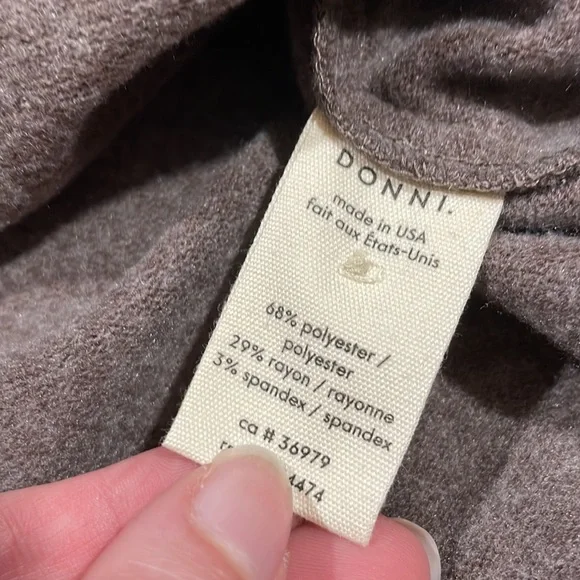 DONNI.
made in USA
fait aux États-Unis
68% polyester /
polyester
29% rayon / rayonne
3% spandex / spandex
ca # 36979
4474